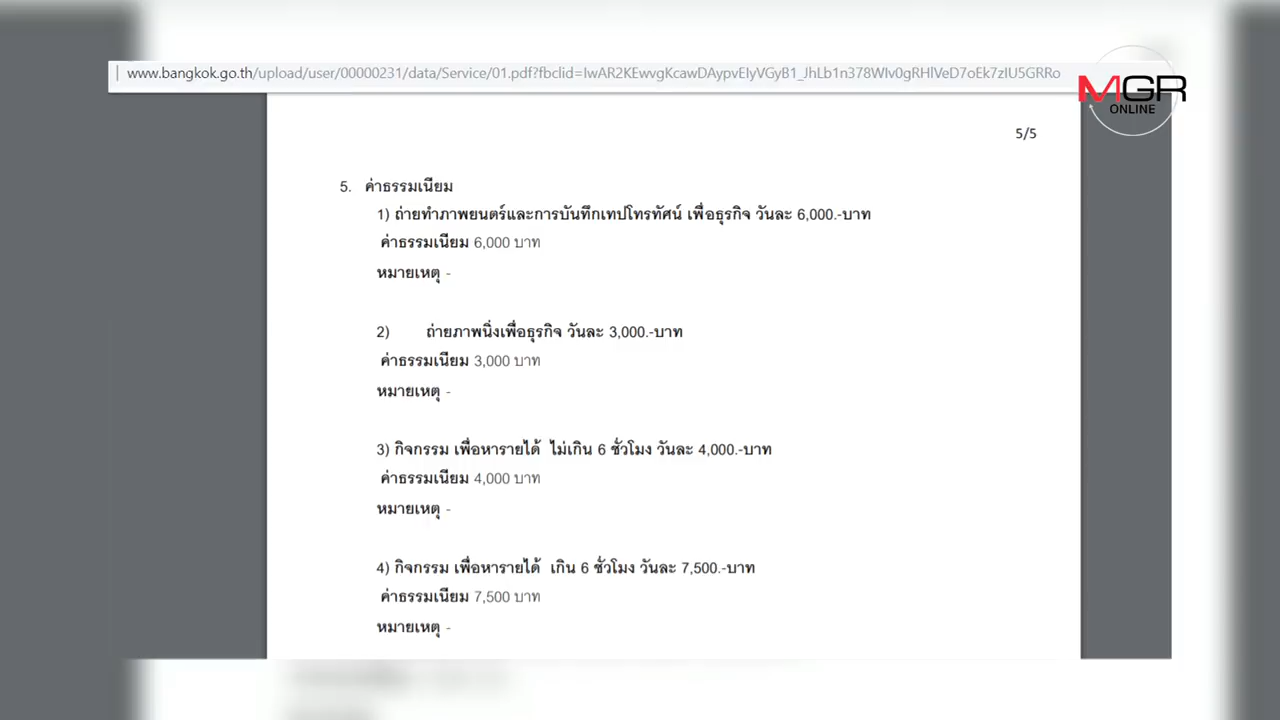 www.bangkok.go.th/upload/user/00000231/data/Service/01.pdf?fbclid=IwAR2KEwvgKcawDAypvEIyVGyB1_JhLb1n378WIv0gRHlVeD7oEk7zIU5GRRo
MGR
ONLINE
5/5
5. ค่าธรรมเนียม
1) ถ่ายทำภาพยนตร์และการบันทึกเทปโทรทัศน์ เพื่อธุรกิจ วันละ 6,000.-บาท
ค่าธรรมเนียม 6,000 บาท
หมายเหตุ -
2) ถ่ายภาพนิ่งเพื่อธุรกิจ วันละ 3,000.-บาท
ค่าธรรมเนียม 3,000 บาท
หมายเหตุ -
3) กิจกรรม เพื่อหารายได้ ไม่เกิน 6 ชั่วโมง วันละ 4,000.-บาท
ค่าธรรมเนียม 4,000 บาท
หมายเหตุ -
4) กิจกรรม เพื่อหารายได้ เกิน 6 ชั่วโมง วันละ 7,500.-บาท
ค่าธรรมเนียม 7,500 บาท
หมายเหตุ -